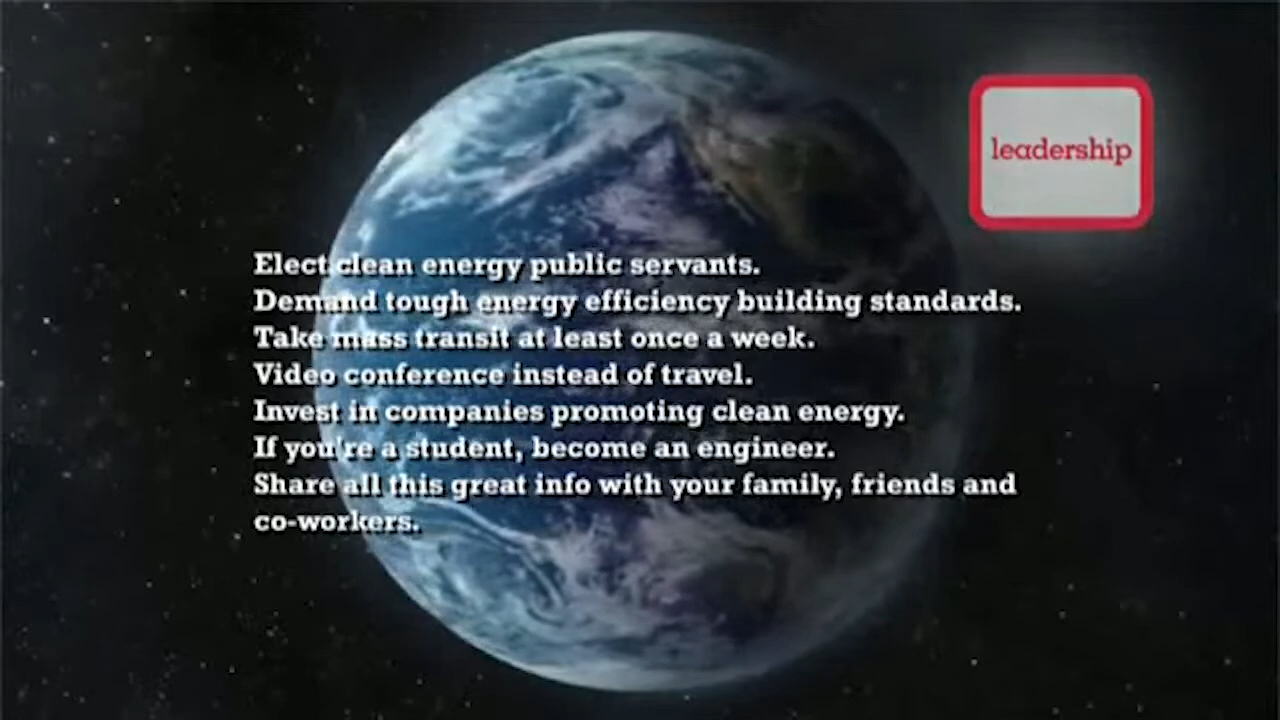 leadership
Elect clean energy public servants.
Demand tough energy efficiency building standards.
Take mass transit at least once a week.
Video conference instead of travel.
Invest in companies promoting clean energy.
If you're a student, become an engineer.
Share all this great info with your family, friends and
co-workers.